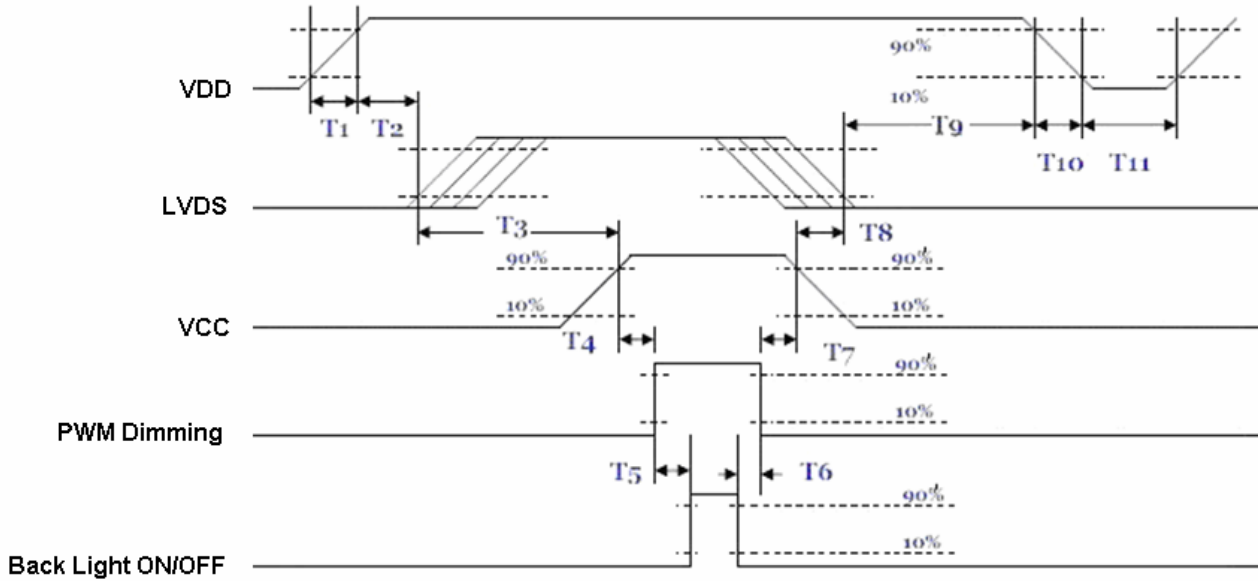 90%
VDD
10%
T1 T2 T9
T10 T11
LVDS
T3 T8
90% 90%
10% 10%
VCC
T4 T7
90%
10%
PWM Dimming
T5 T6
90%
10%
Back Light ON/OFF